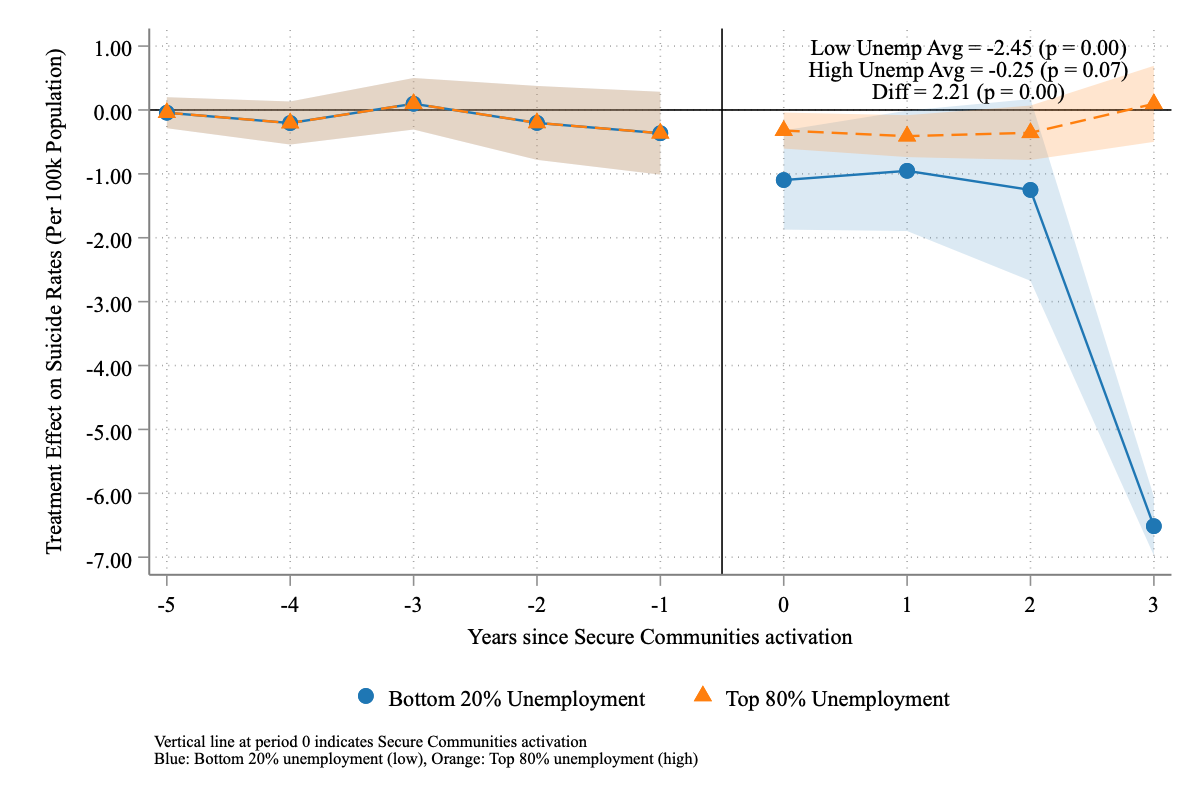 Low Unemp Avg = -2.45 (p = 0.00)
High Unemp Avg = -0.25 (p = 0.07)
Diff = 2.21 (p = 0.00)
Treatment Effect on Suicide Rates (Per 100k Population)
1.00
0.00
-1.00
-2.00
-3.00
-4.00
-5.00
-6.00
-7.00
-5 -4 -3 -2 -1 0 1 2 3
Years since Secure Communities activation
Bottom 20% Unemployment Top 80% Unemployment
Vertical line at period 0 indicates Secure Communities activation
Blue: Bottom 20% unemployment (low), Orange: Top 80% unemployment (high)